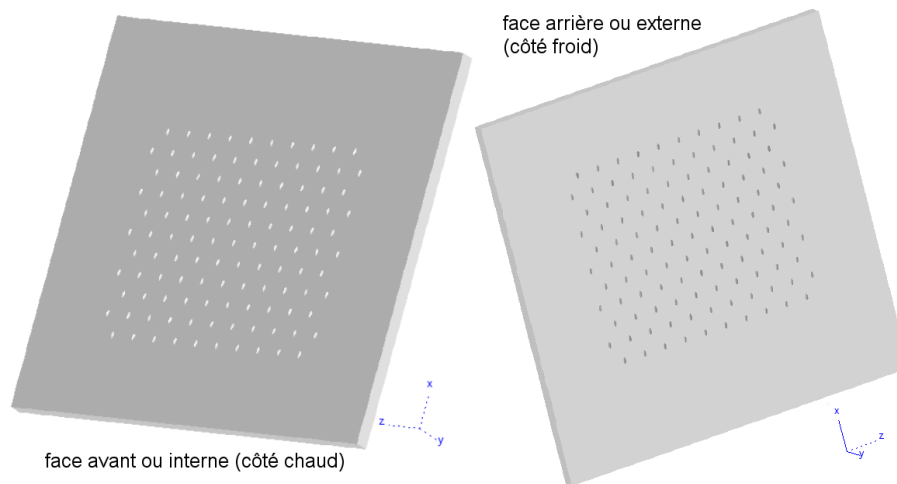 face arrière ou externe
(côté froid)
x
z
y
x
z
y
face avant ou interne (côté chaud)